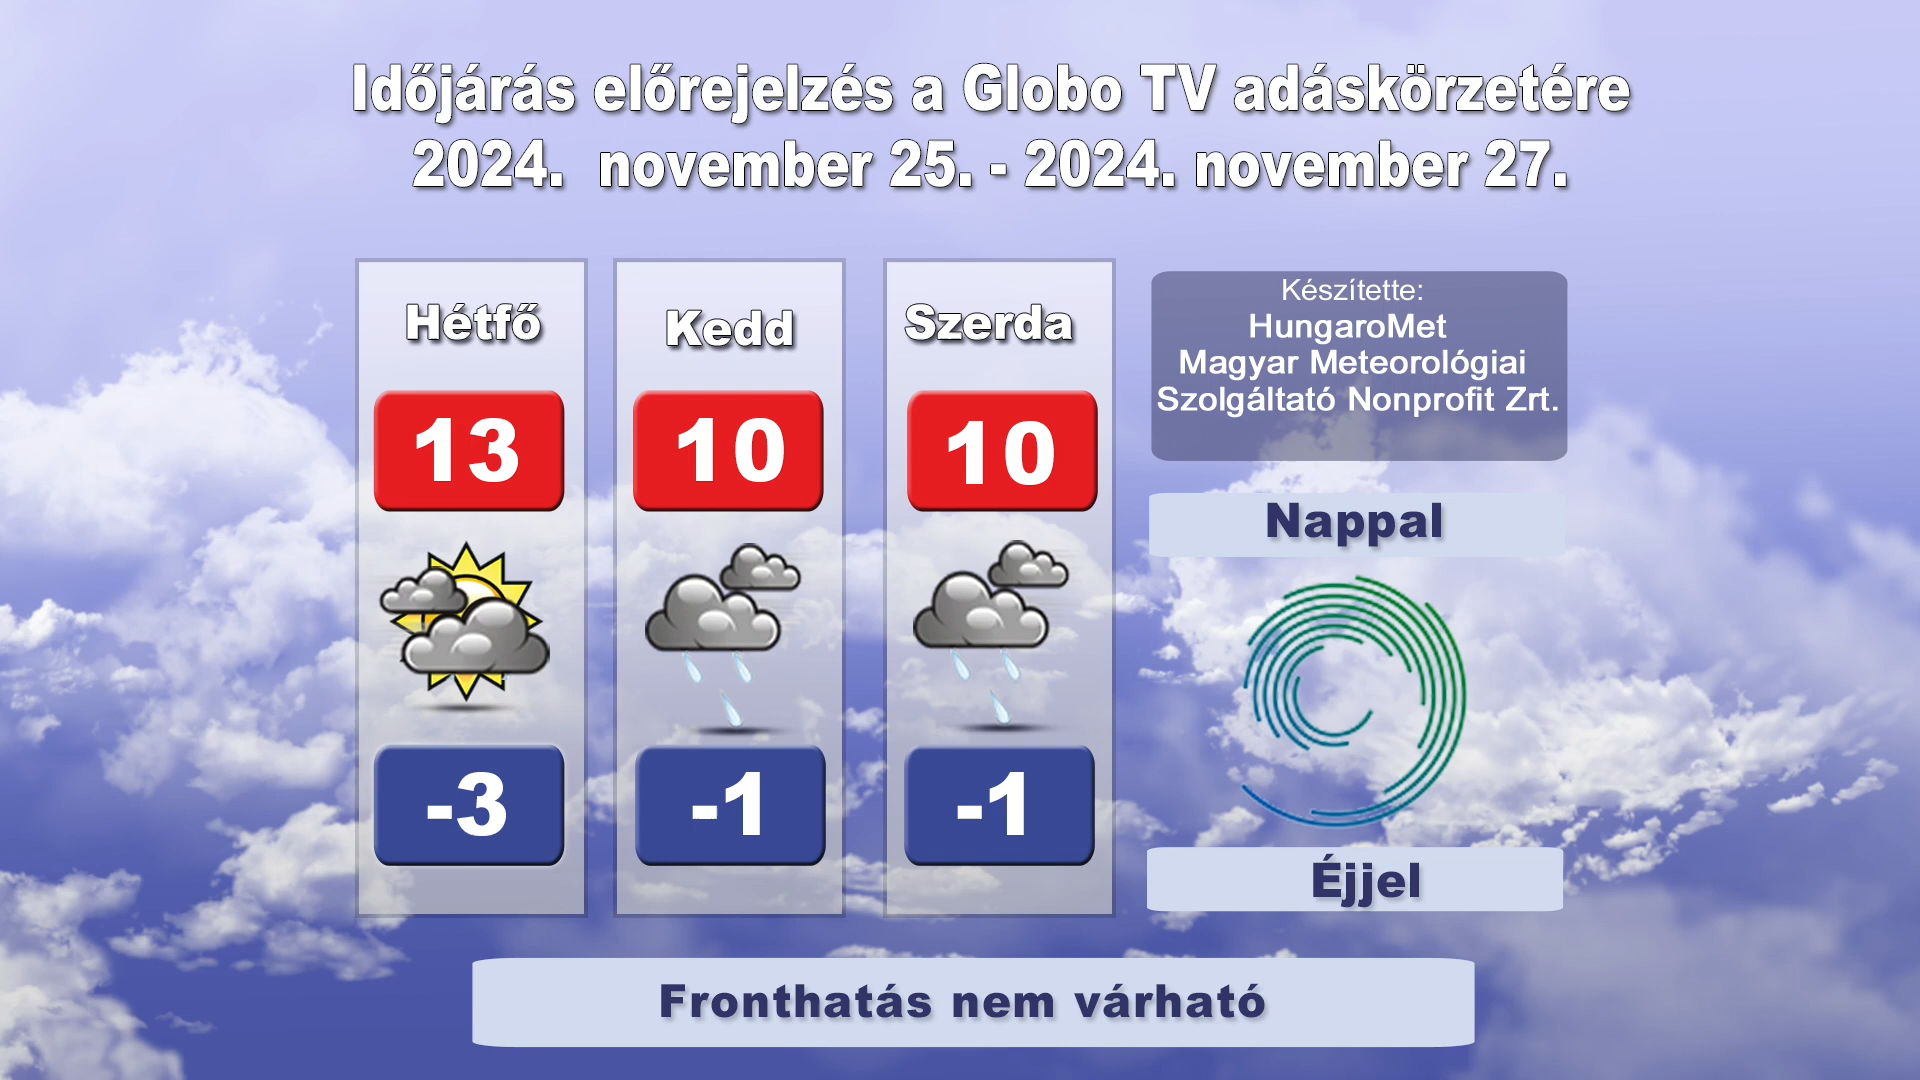 Időjárás előrejelzés a Globo TV adáskörzetére
2024. november 25. - 2024. november 27.
Hétfő
Kedd
Szerda
13
10
10
-3
-1
-1
Készítette:
HungaroMet
Magyar Meteorológiai
Szolgáltató Nonprofit Zrt.
Nappal
Éjjel
Fronthatás nem várható